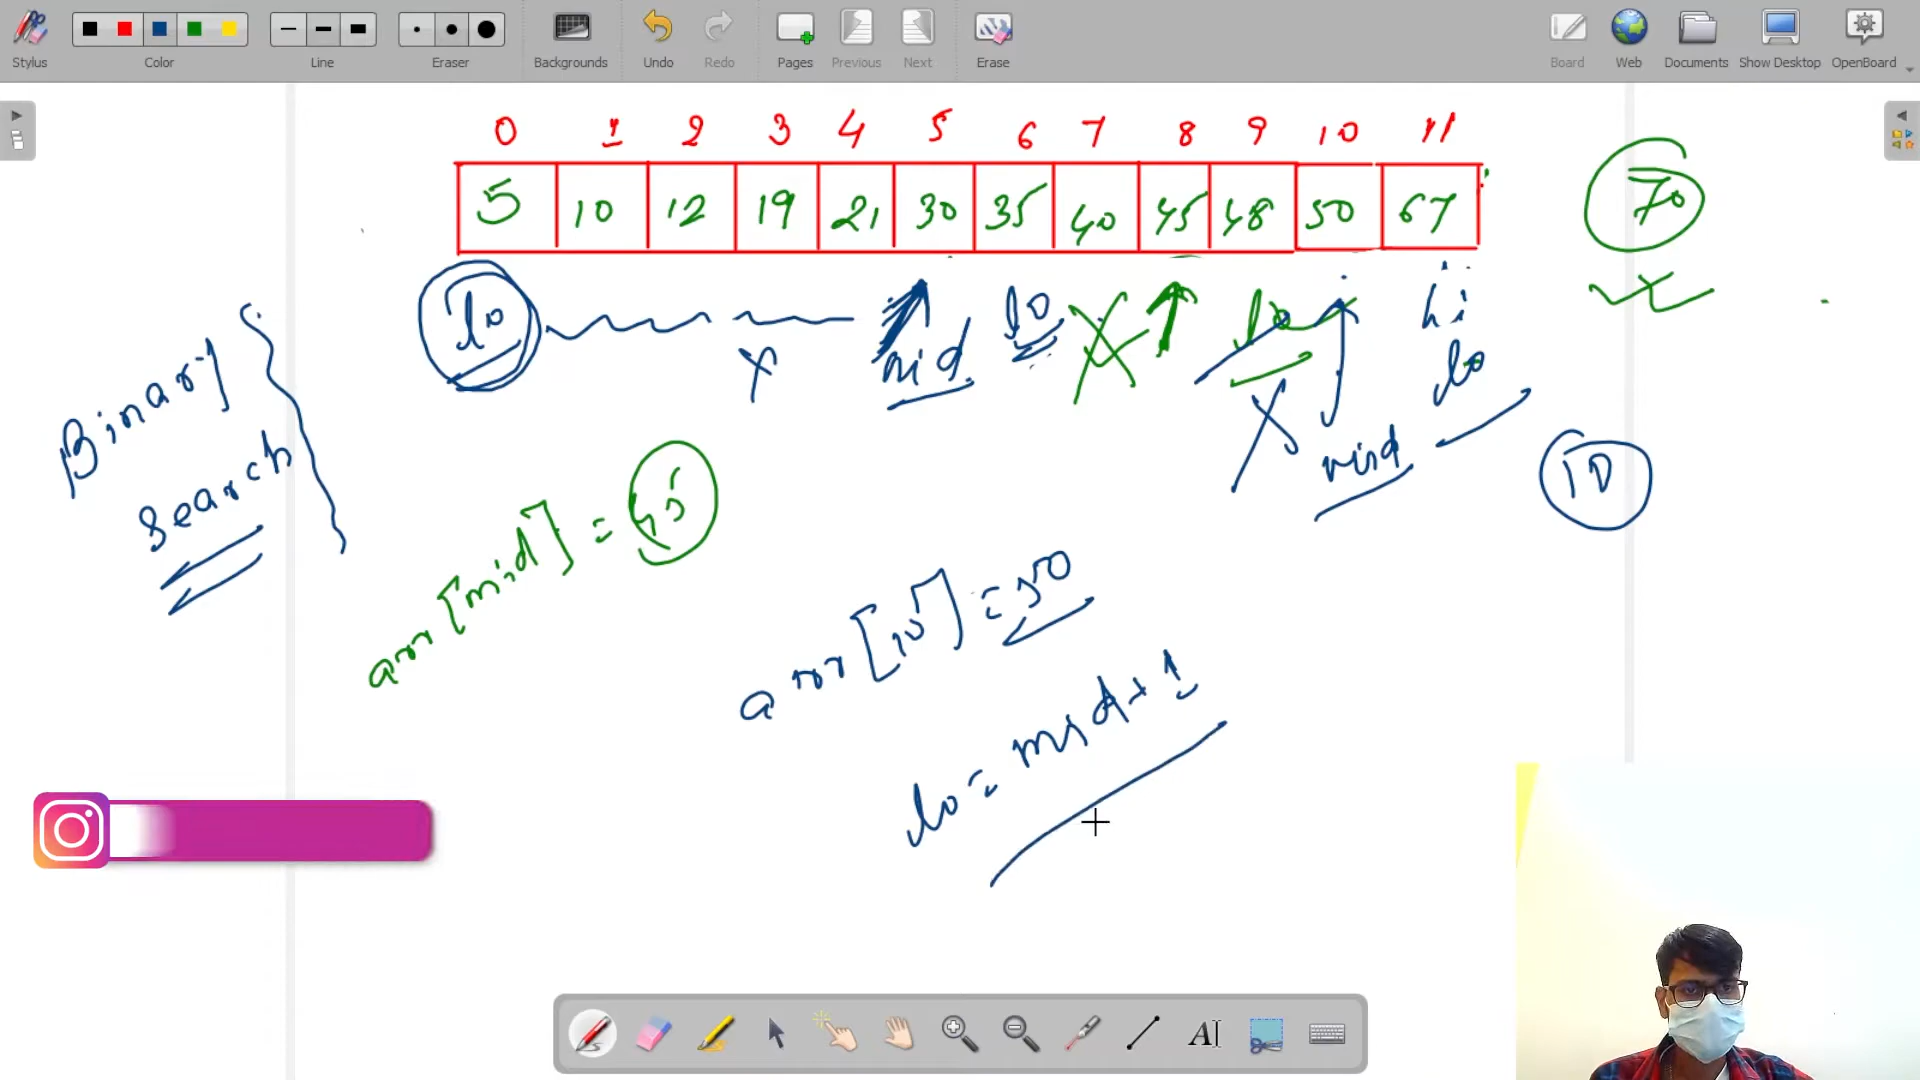 Stylus Color Line Eraser Backgrounds Undo Redo Pages Previous Next Erase Board Web Documents Show Desktop OpenBoard
0 1 2 3 4 5 6 7 8 9 10 11
5 10 12 19 21 30 35 40 45 48 50 67
70
lo mid lo lo hi
lo
mid
10
Binary
Search
arr[mid] = 45
arr[10] = 50
lo = mid+1